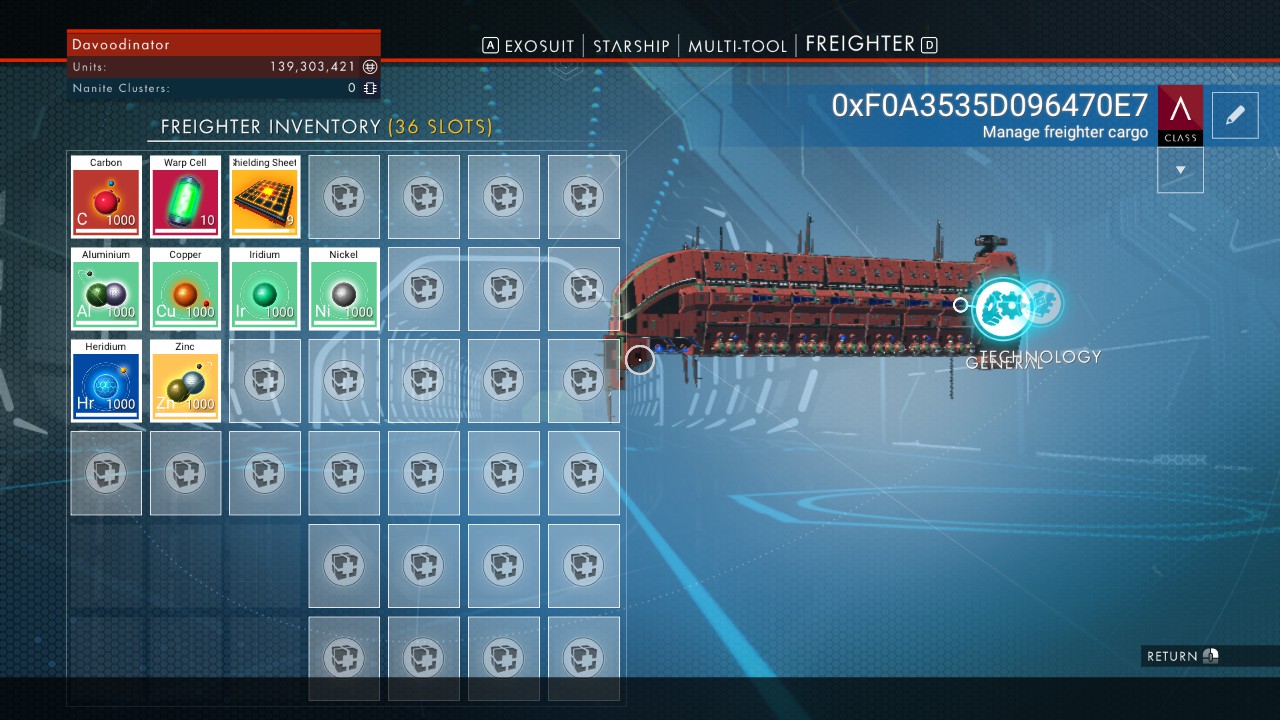 Davoodinator
Units: 139,303,421
Nanite Clusters: 0
A EXOSUIT STARSHIP MULTI-TOOL FREIGHTER D
FREIGHTER INVENTORY (36 SLOTS)
0xF0A3535D096470E7
Manage freighter cargo
CLASS
Carbon
C 1000
Warp Cell
10
hielding Sheet
9
Aluminium
Al 1000
Copper
Cu 1000
Iridium
Ir 1000
Nickel
Ni 1000
Heridium
Hr 1000
Zinc
Zn 1000
TECHNOLOGY
GENERAL
RETURN